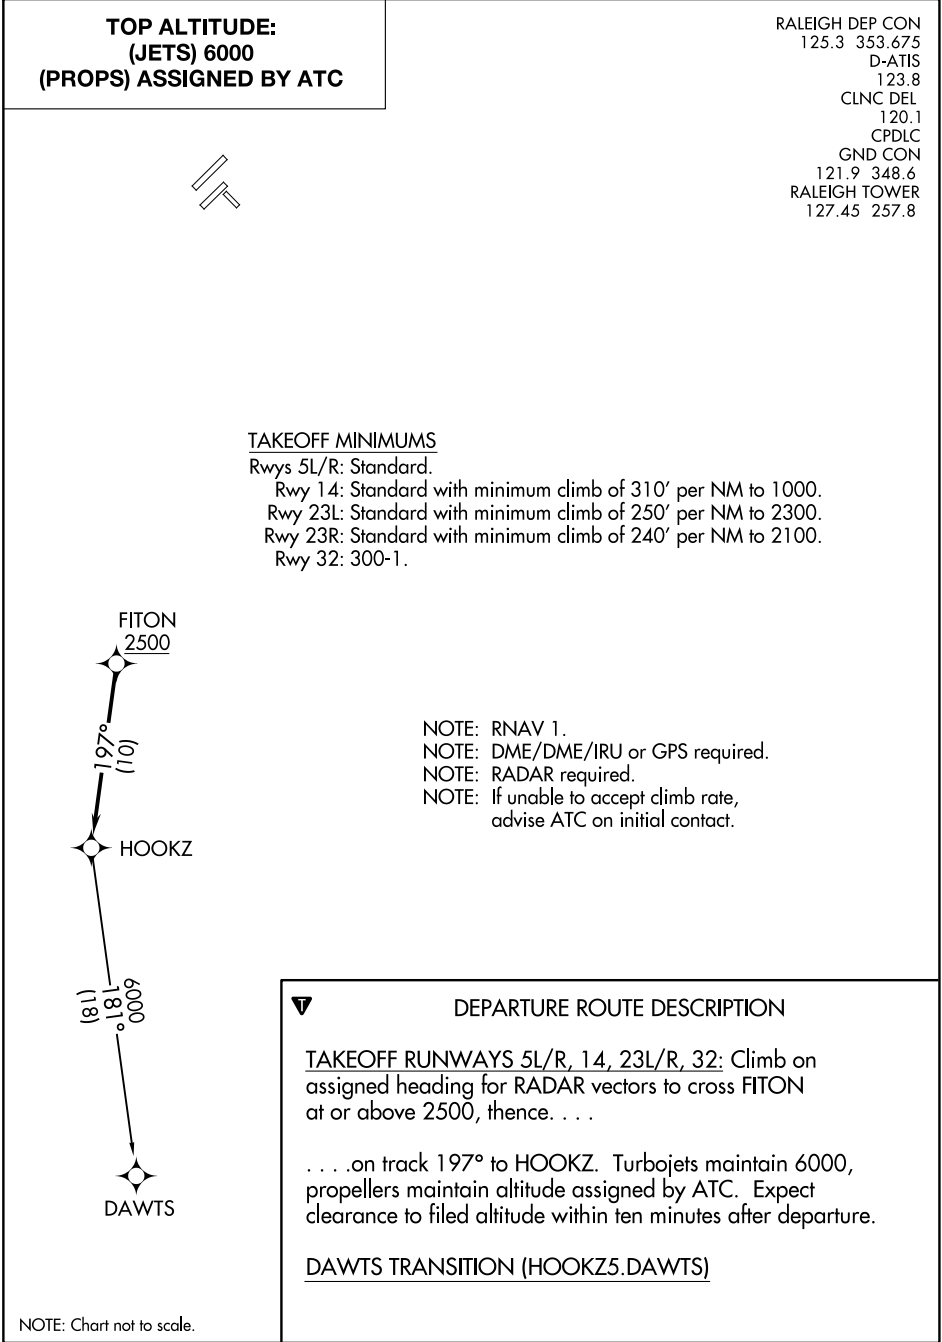 TOP ALTITUDE:
(JETS) 6000
(PROPS) ASSIGNED BY ATC
RALEIGH DEP CON
125.3 353.675
D-ATIS
123.8
CLNC DEL
120.1
CPDLC
GND CON
121.9 348.6
RALEIGH TOWER
127.45 257.8
TAKEOFF MINIMUMS
Rwys 5L/R: Standard.
Rwy 14: Standard with minimum climb of 310′ per NM to 1000.
Rwy 23L: Standard with minimum climb of 250′ per NM to 2300.
Rwy 23R: Standard with minimum climb of 240′ per NM to 2100.
Rwy 32: 300-1.
FITON
2500
197°
(10)
HOOKZ
6000
181°
(18)
DAWTS
NOTE: RNAV 1.
NOTE: DME/DME/IRU or GPS required.
NOTE: RADAR required.
NOTE: If unable to accept climb rate,
advise ATC on initial contact.
T
DEPARTURE ROUTE DESCRIPTION
TAKEOFF RUNWAYS 5L/R, 14, 23L/R, 32: Climb on
assigned heading for RADAR vectors to cross FITON
at or above 2500, thence. . . .
. . . .on track 197° to HOOKZ. Turbojets maintain 6000,
propellers maintain altitude assigned by ATC. Expect
clearance to filed altitude within ten minutes after departure.
DAWTS TRANSITION (HOOKZ5.DAWTS)
NOTE: Chart not to scale.